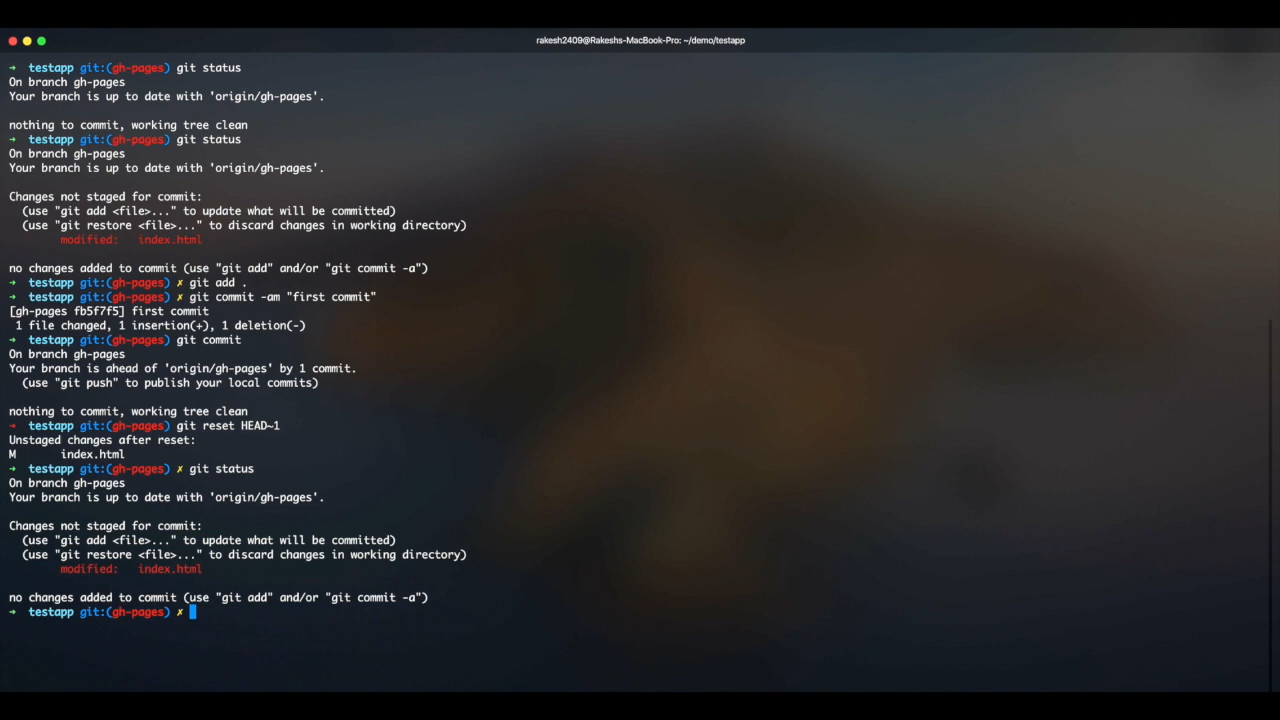 rakesh2409@Rakeshs-MacBook-Pro: ~/demo/testapp
→ testapp git:(gh-pages) git status
On branch gh-pages
Your branch is up to date with 'origin/gh-pages'.
nothing to commit, working tree clean
→ testapp git:(gh-pages) git status
On branch gh-pages
Your branch is up to date with 'origin/gh-pages'.
Changes not staged for commit:
(use "git add <file>..." to update what will be committed)
(use "git restore <file>..." to discard changes in working directory)
modified: index.html
no changes added to commit (use "git add" and/or "git commit -a")
→ testapp git:(gh-pages) ✗ git add .
→ testapp git:(gh-pages) ✗ git commit -am "first commit"
[gh-pages fb5f7f5] first commit
1 file changed, 1 insertion(+), 1 deletion(-)
→ testapp git:(gh-pages) git commit
On branch gh-pages
Your branch is ahead of 'origin/gh-pages' by 1 commit.
(use "git push" to publish your local commits)
nothing to commit, working tree clean
→ testapp git:(gh-pages) git reset HEAD~1
Unstaged changes after reset:
M index.html
→ testapp git:(gh-pages) ✗ git status
On branch gh-pages
Your branch is up to date with 'origin/gh-pages'.
Changes not staged for commit:
(use "git add <file>..." to update what will be committed)
(use "git restore <file>..." to discard changes in working directory)
modified: index.html
no changes added to commit (use "git add" and/or "git commit -a")
→ testapp git:(gh-pages) ✗